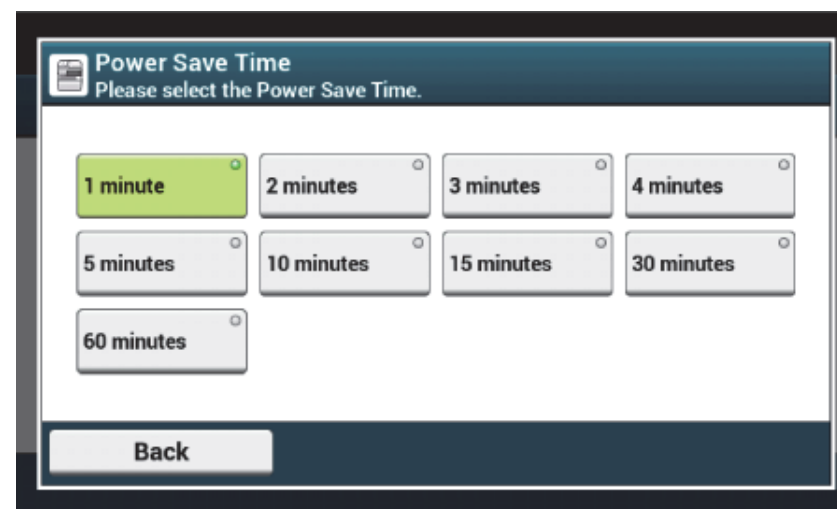 Power Save Time
Please select the Power Save Time.
1 minute
2 minutes
3 minutes
4 minutes
5 minutes
10 minutes
15 minutes
30 minutes
60 minutes
Back